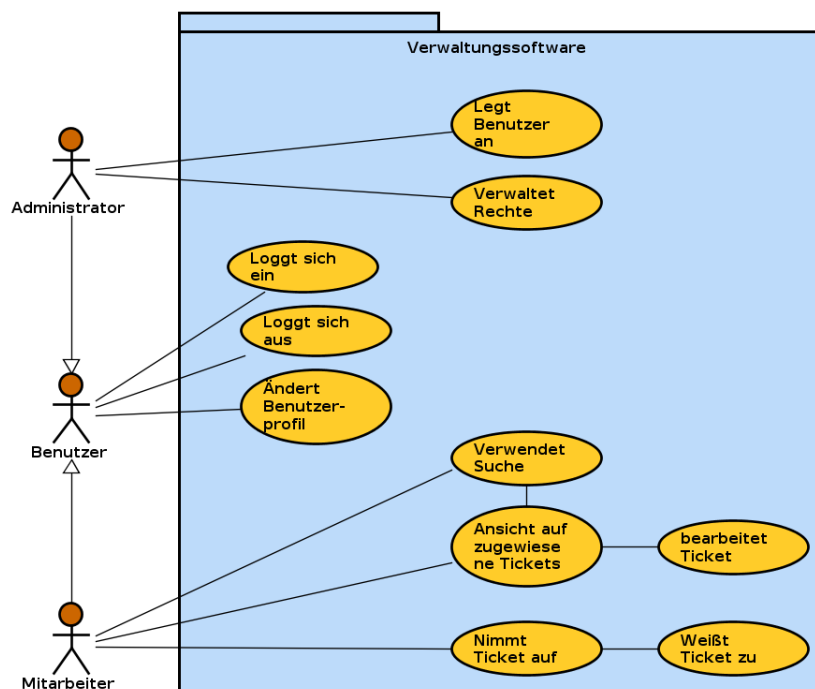 Verwaltungssoftware
Legt
Benutzer
an
Administrator
Verwaltet
Rechte
Loggt sich
ein
Loggt sich
aus
Ändert
Benutzer-
profil
Benutzer
Verwendet
Suche
Ansicht auf
zugewiese
ne Tickets
bearbeitet
Ticket
Nimmt
Ticket auf
Weißt
Ticket zu
Mitarbeiter